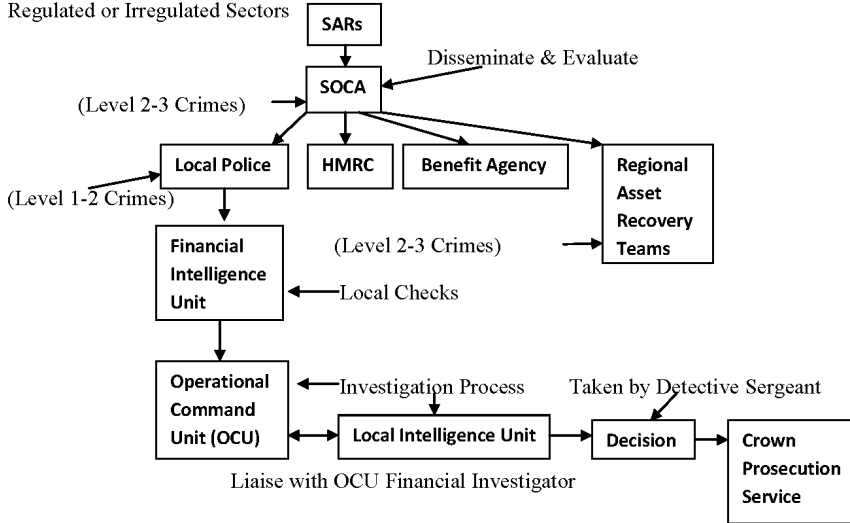 Regulated or Irregulated Sectors
SARs
Disseminate & Evaluate
SOCA
(Level 2-3 Crimes)
Local Police
HMRC
Benefit Agency
Regional
Asset
Recovery
Teams
(Level 1-2 Crimes)
(Level 2-3 Crimes)
Financial
Intelligence
Unit
Local Checks
Operational
Command
Unit (OCU)
Investigation Process
Taken by Detective Sergeant
Local Intelligence Unit
Decision
Crown
Prosecution
Service
Liaise with OCU Financial Investigator